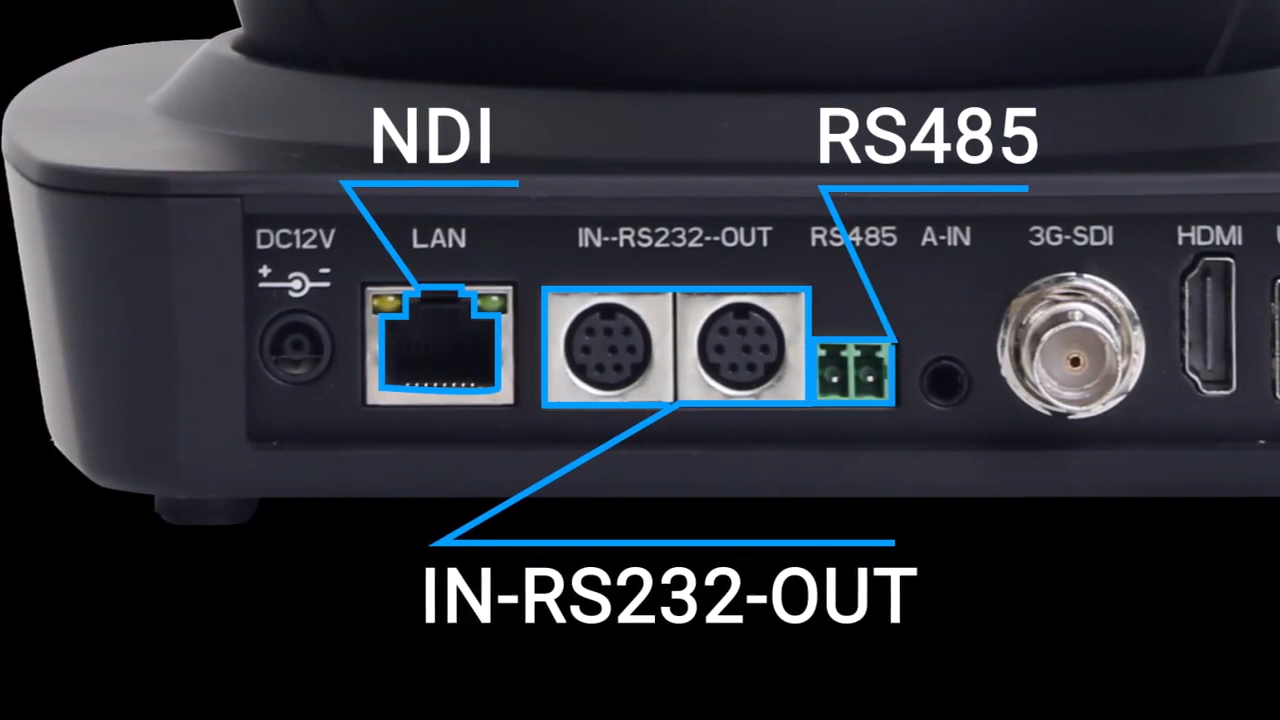 NDI
RS485
DC12V
LAN
IN--RS232--OUT
RS485
A-IN
3G-SDI
HDMI
+ -
IN-RS232-OUT